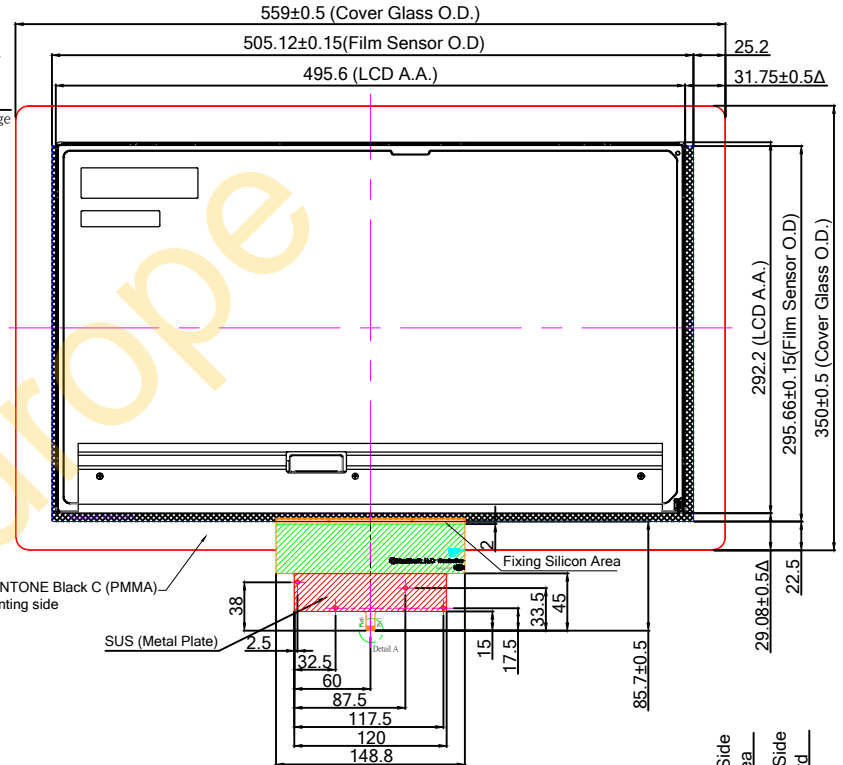 559±0.5 (Cover Glass O.D.)
505.12±0.15(Film Sensor O.D)
25.2
495.6 (LCD A.A.)
31.75±0.5Δ
292.2 (LCD A.A.)
295.66±0.15(Film Sensor O.D)
350±0.5 (Cover Glass O.D.)
2
Fixing Silicon Area
NTONE Black C (PMMA)
nting side
38
SUS (Metal Plate)
2.5
Detail A
32.5
60
87.5
117.5
120
148.8
15
17.5
33.5
45
85.7±0.5
29.08±0.5Δ
22.5
Side
Side
urope